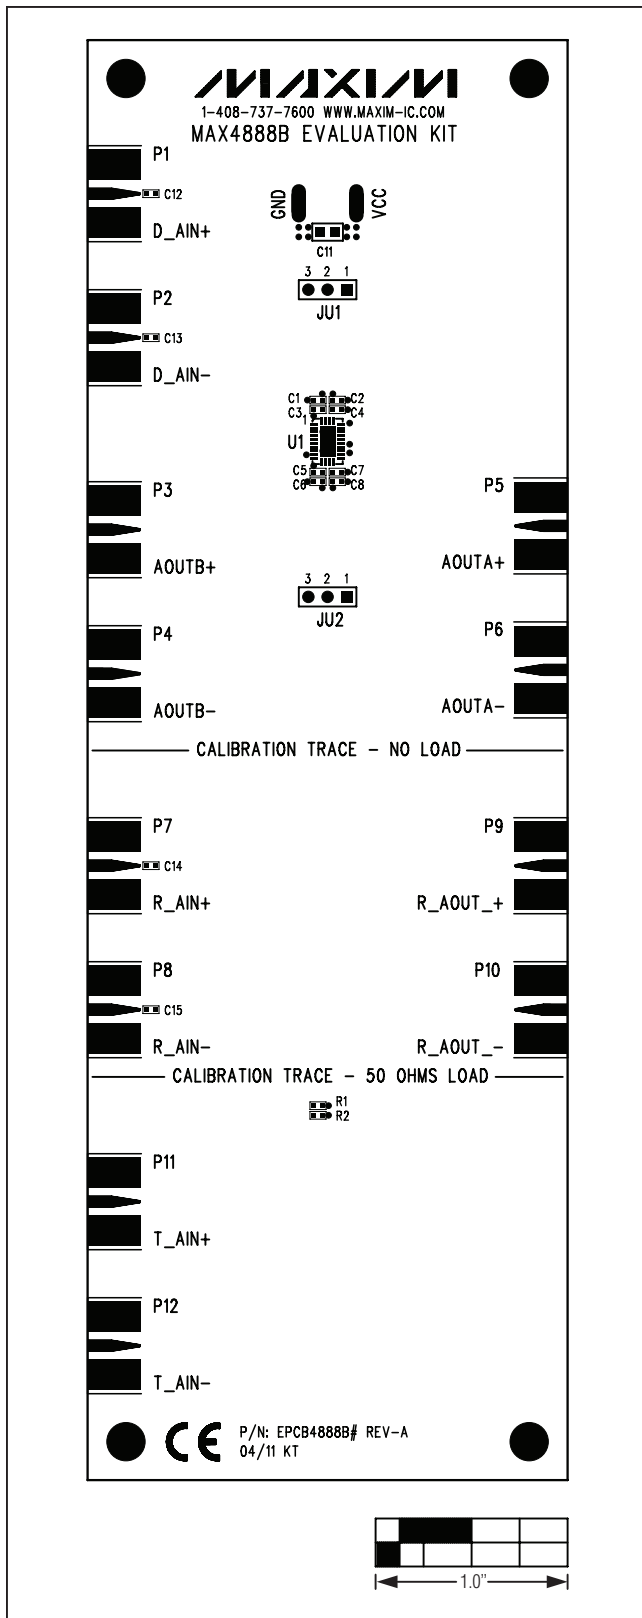 MAXIM
1-408-737-7600 WWW.MAXIM-IC.COM
MAX4888B EVALUATION KIT
P1
C12
D_AIN+
GND
VCC
C11
P2
C13
D_AIN-
3 2 1
JU1
C1 C2
C3 C4
1
U1
C5 C7
C6 C8
P3
AOUTB+
P5
AOUTA+
3 2 1
JU2
P4
AOUTB-
P6
AOUTA-
CALIBRATION TRACE - NO LOAD
P7
C14
R_AIN+
P9
R_AOUT_+
P8
C15
R_AIN-
P10
R_AOUT_-
CALIBRATION TRACE - 50 OHMS LOAD
R1
R2
P11
T_AIN+
P12
T_AIN-
CE
P/N: EPCB4888B# REV-A
04/11 KT
1.0"